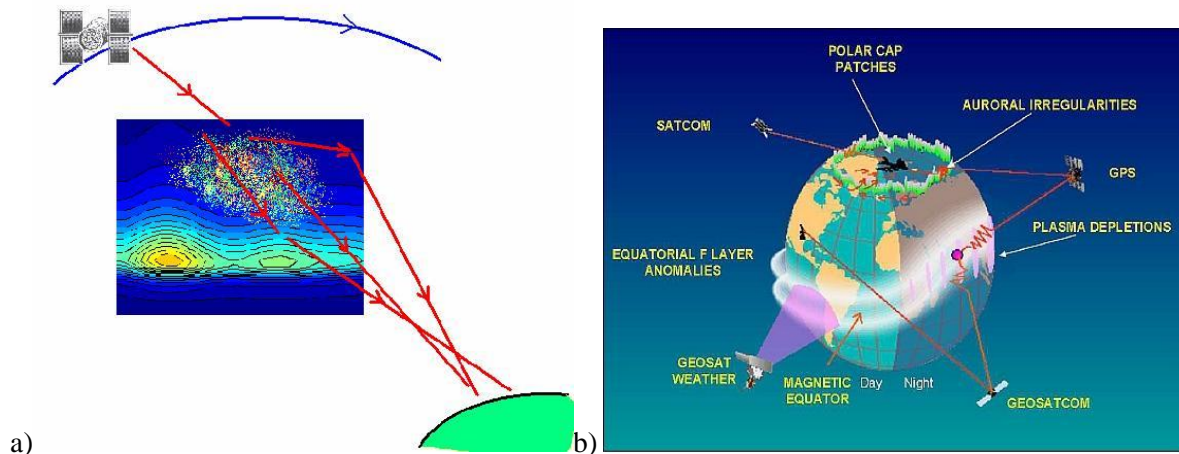 a)
b)
POLAR CAP
PATCHES
AURORAL IRREGULARITIES
SATCOM
GPS
PLASMA DEPLETIONS
EQUATORIAL F LAYER
ANOMALIES
GEOSAT
WEATHER
MAGNETIC
EQUATOR
Day
Night
GEOSATCOM